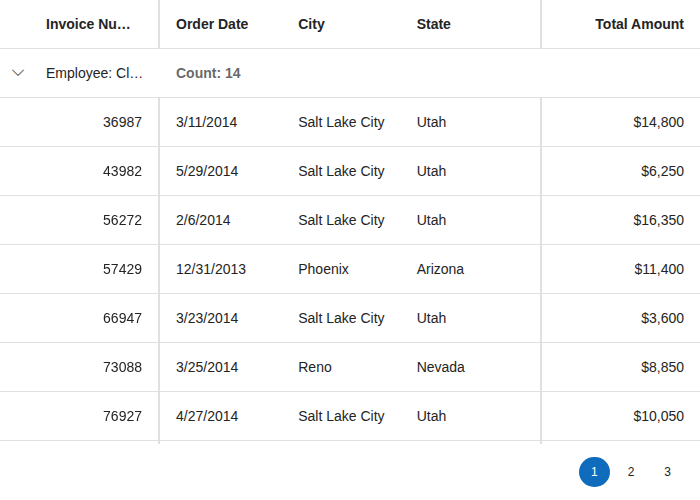 Invoice Nu… Order Date City State Total Amount
Employee: Cl… Count: 14
36987 3/11/2014 Salt Lake City Utah $14,800
43982 5/29/2014 Salt Lake City Utah $6,250
56272 2/6/2014 Salt Lake City Utah $16,350
57429 12/31/2013 Phoenix Arizona $11,400
66947 3/23/2014 Salt Lake City Utah $3,600
73088 3/25/2014 Reno Nevada $8,850
76927 4/27/2014 Salt Lake City Utah $10,050
1 2 3